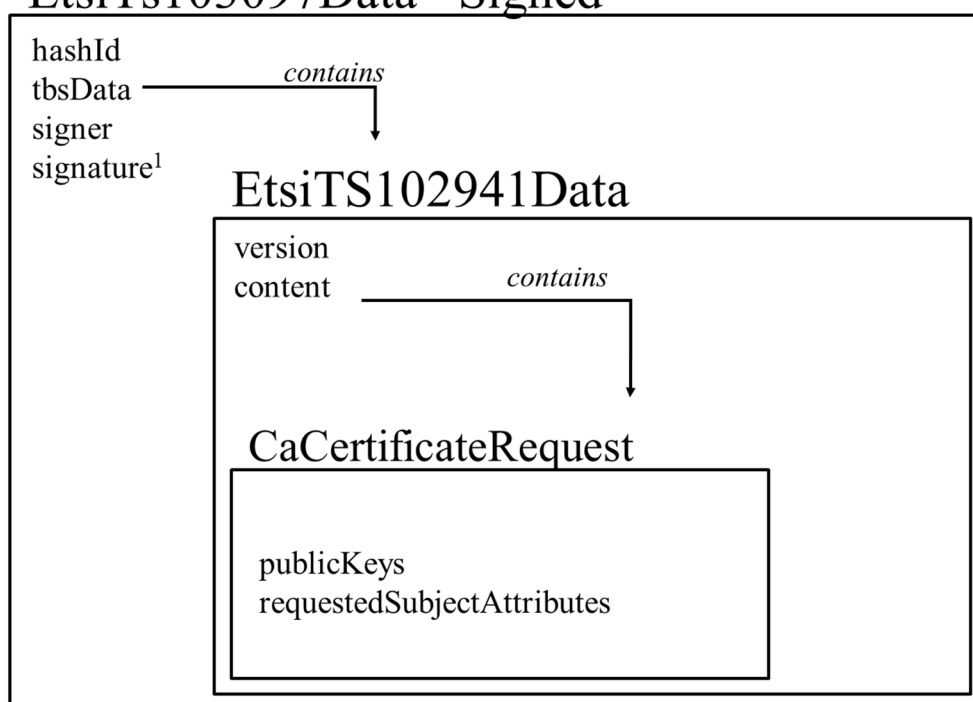 EtsiTs103097Data - Signed
hashId
contains
tbsData
signer
signature¹
EtsiTS102941Data
version
contains
content
CaCertificateRequest
publicKeys
requestedSubjectAttributes